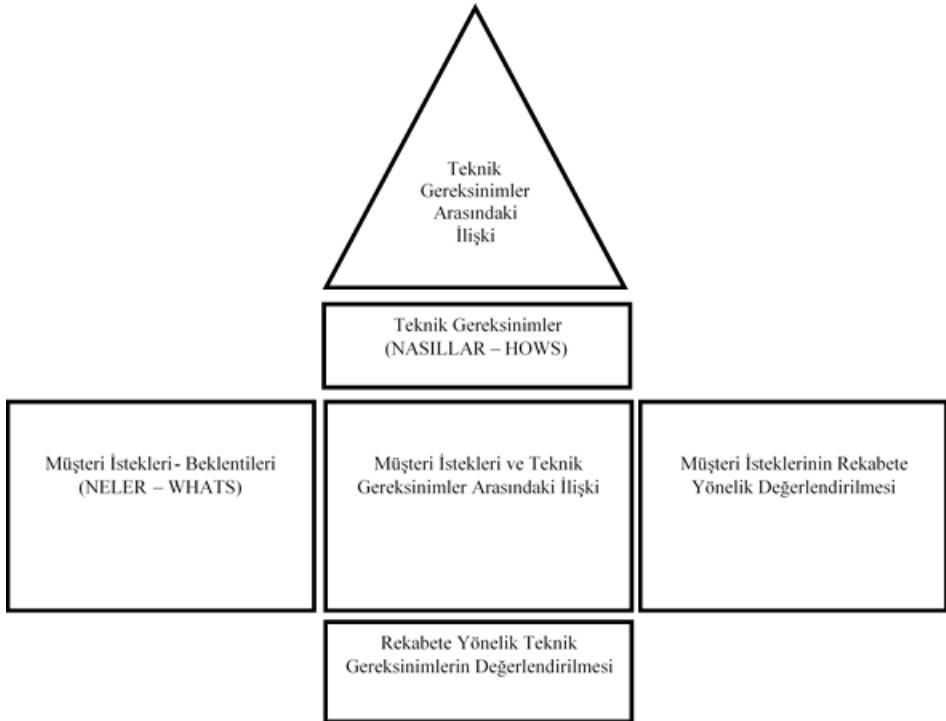 Teknik
Gereksinimler
Arasındaki
İlişki
Teknik Gereksinimler
(NASILLAR – HOWS)
Müşteri İstekleri- Beklentileri
(NELER – WHATS)
Müşteri İstekleri ve Teknik
Gereksinimler Arasındaki İlişki
Müşteri İsteklerinin Rekabete
Yönelik Değerlendirilmesi
Rekabete Yönelik Teknik
Gereksinimlerin Değerlendirilmesi